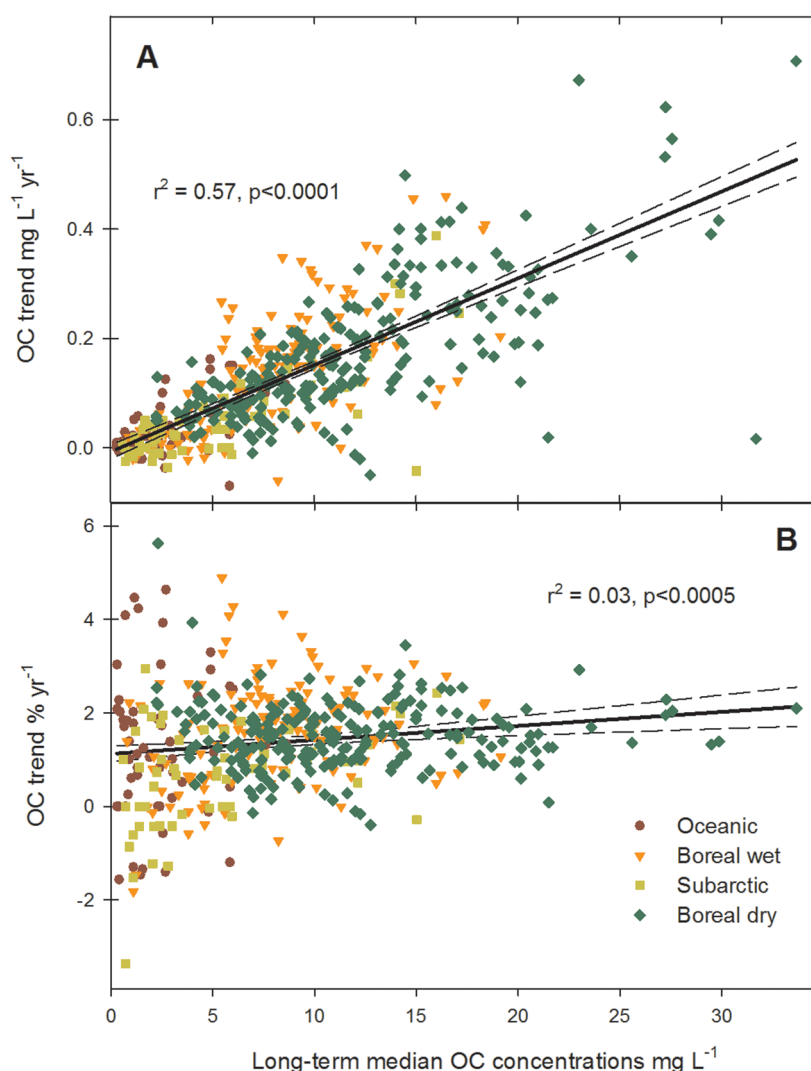 A
0.6
0.4
0.2
0.0
OC trend mg L⁻¹ yr⁻¹
r² = 0.57, p<0.0001
B
6
4
2
0
-2
OC trend % yr⁻¹
r² = 0.03, p<0.0005
Oceanic
Boreal wet
Subarctic
Boreal dry
0 5 10 15 20 25 30
Long-term median OC concentrations mg L⁻¹